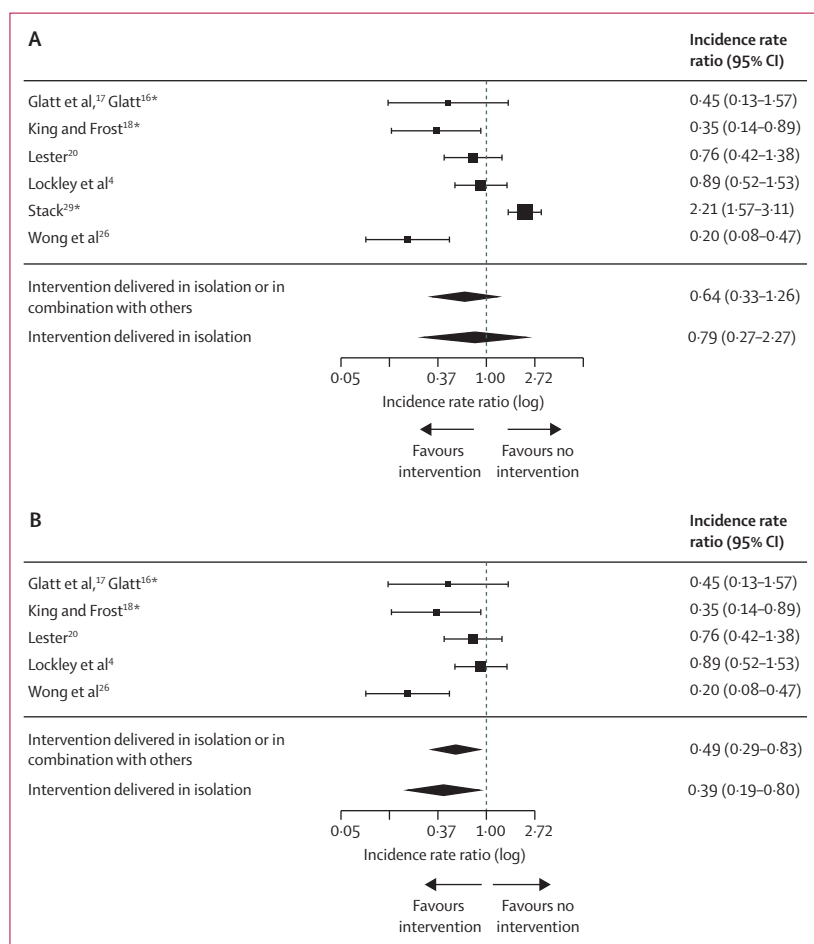 A
Incidence rate
ratio (95% CI)
Glatt et al,¹⁷ Glatt¹⁶* 0·45 (0·13–1·57)
King and Frost¹⁸* 0·35 (0·14–0·89)
Lester²⁰ 0·76 (0·42–1·38)
Lockley et al⁴ 0·89 (0·52–1·53)
Stack²⁹* 2·21 (1·57–3·11)
Wong et al²⁶ 0·20 (0·08–0·47)
Intervention delivered in isolation or in
combination with others 0·64 (0·33–1·26)
Intervention delivered in isolation 0·79 (0·27–2·27)
0·05 0·37 1·00 2·72
Incidence rate ratio (log)
Favours
intervention
Favours no
intervention
B
Incidence rate
ratio (95% CI)
Glatt et al,¹⁷ Glatt¹⁶* 0·45 (0·13–1·57)
King and Frost¹⁸* 0·35 (0·14–0·89)
Lester²⁰ 0·76 (0·42–1·38)
Lockley et al⁴ 0·89 (0·52–1·53)
Wong et al²⁶ 0·20 (0·08–0·47)
Intervention delivered in isolation or in
combination with others 0·49 (0·29–0·83)
Intervention delivered in isolation 0·39 (0·19–0·80)
0·05 0·37 1·00 2·72
Incidence rate ratio (log)
Favours
intervention
Favours no
intervention